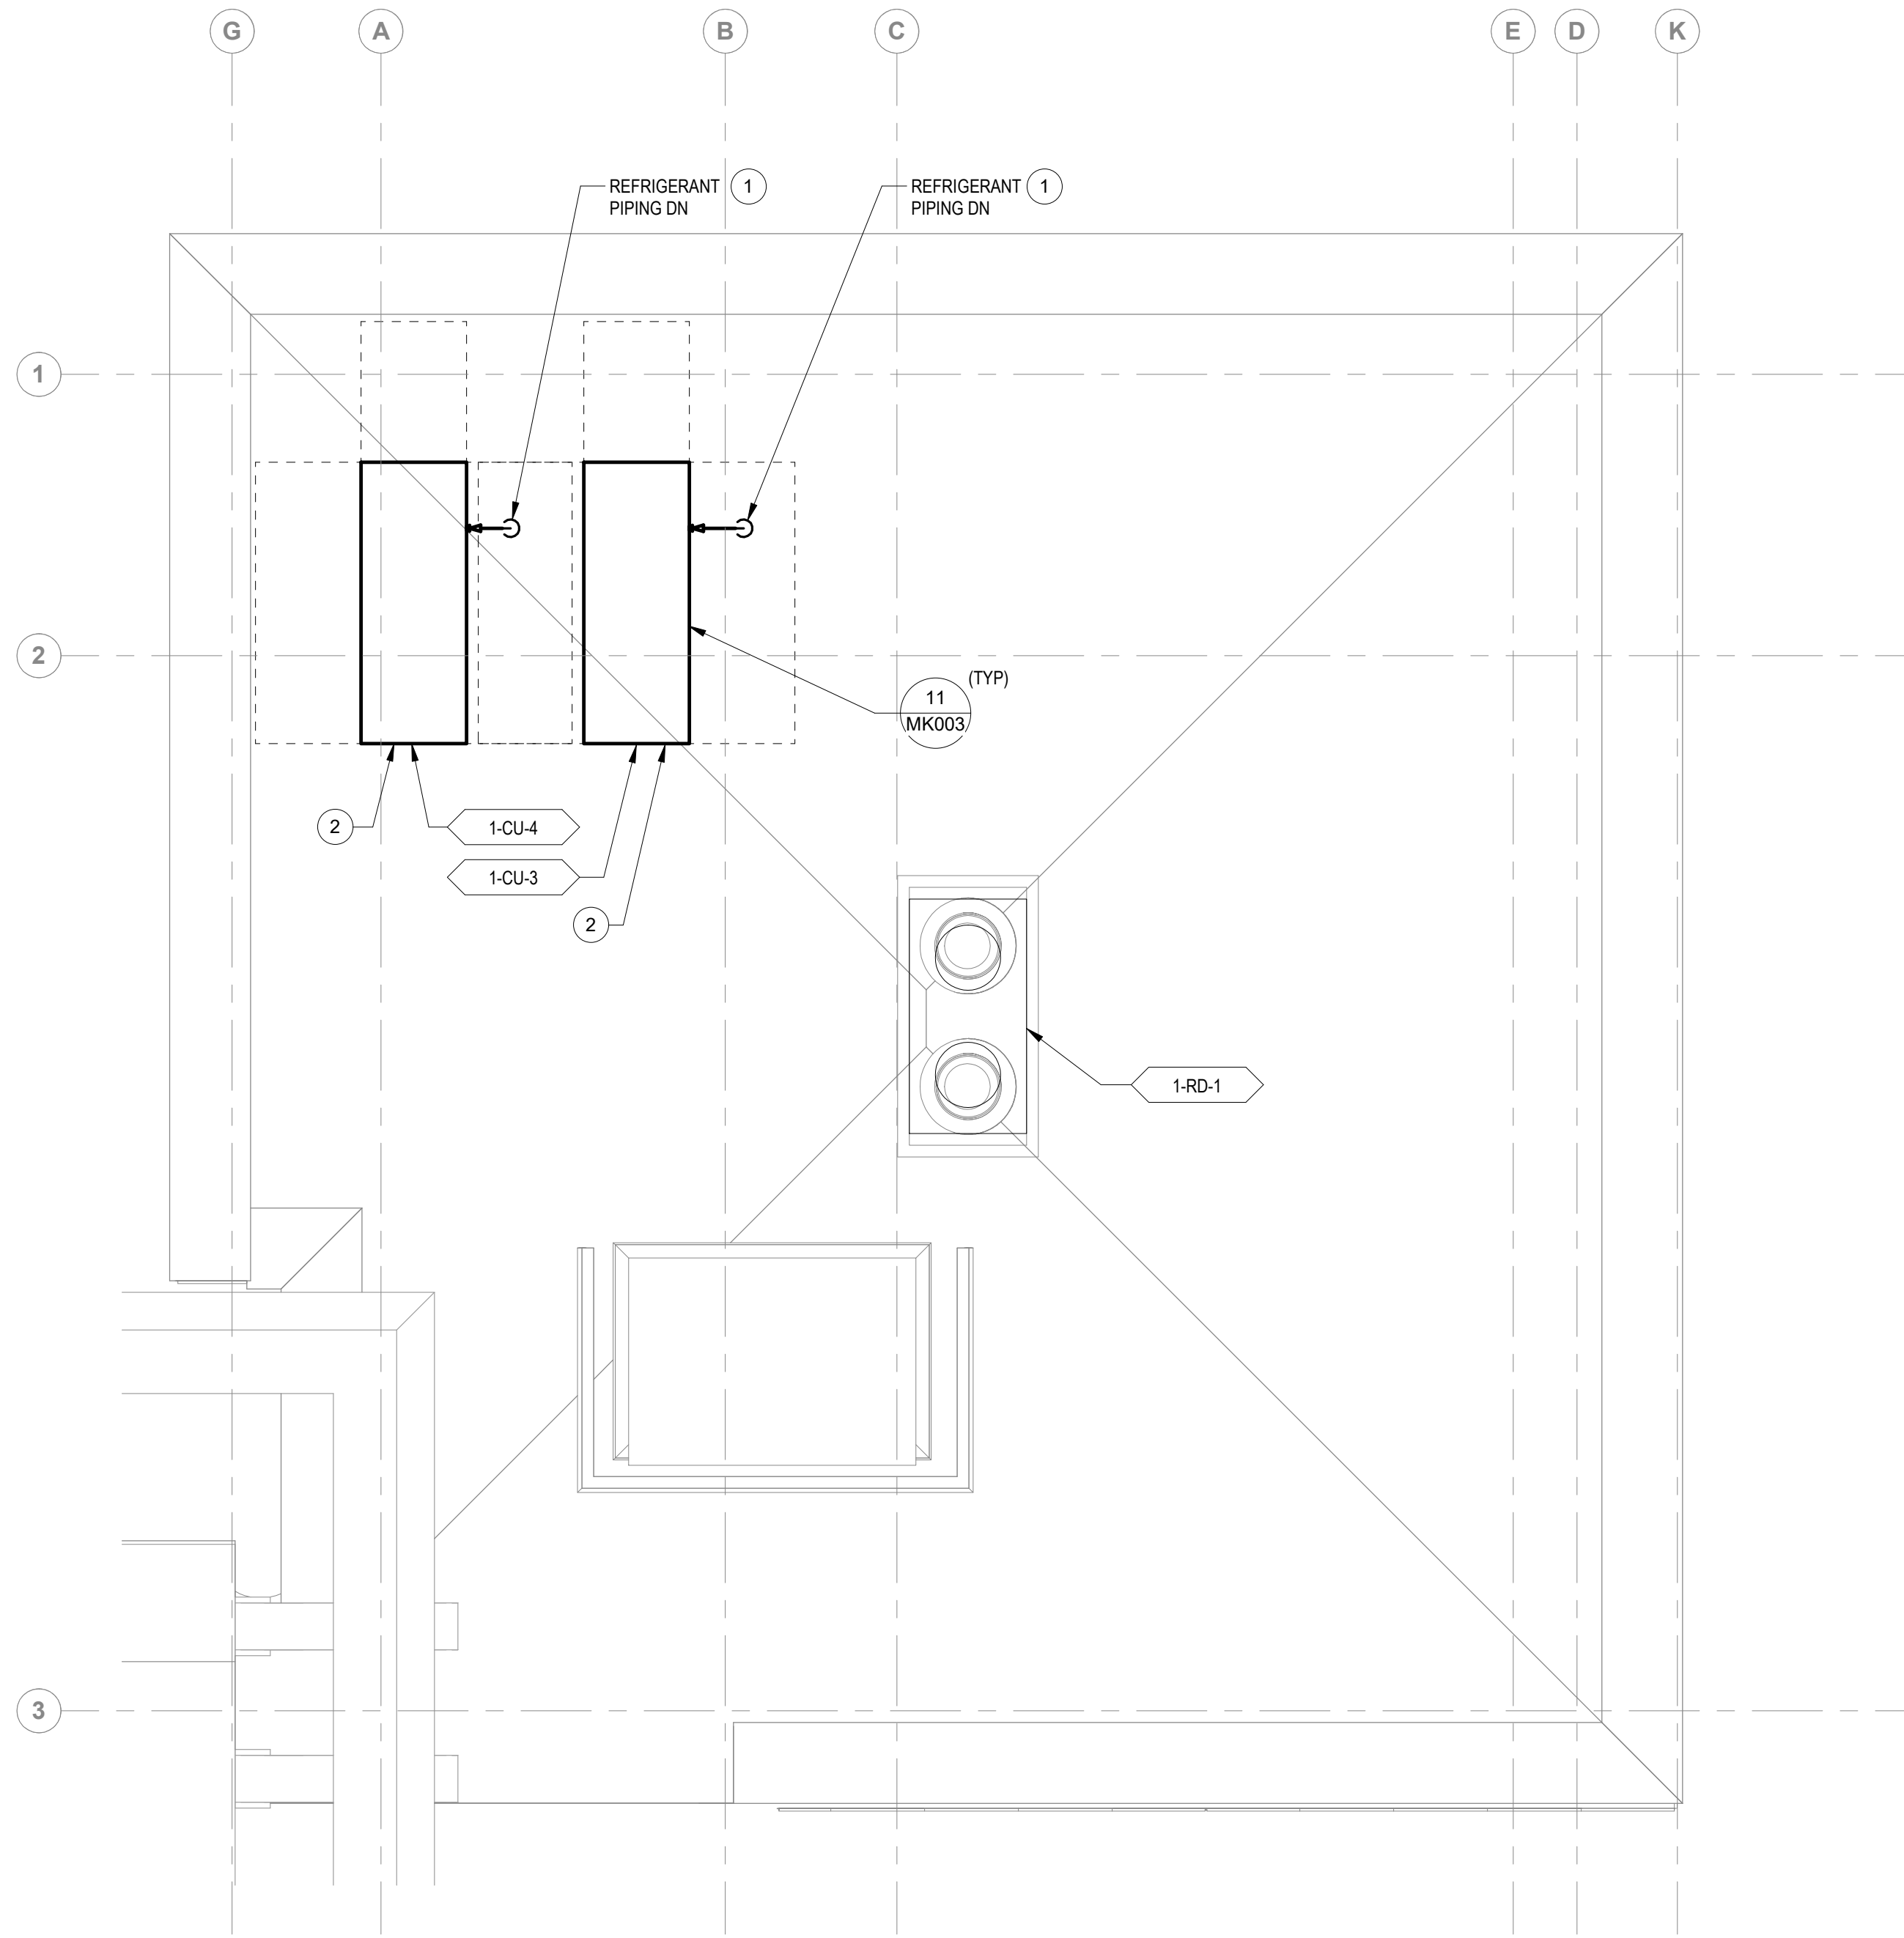 G A B C E D K
REFRIGERANT 1
PIPING DN
REFRIGERANT 1
PIPING DN
1
2
(TYP)
11
MK003
2
1-CU-4
1-CU-3
2
1-RD-1
3